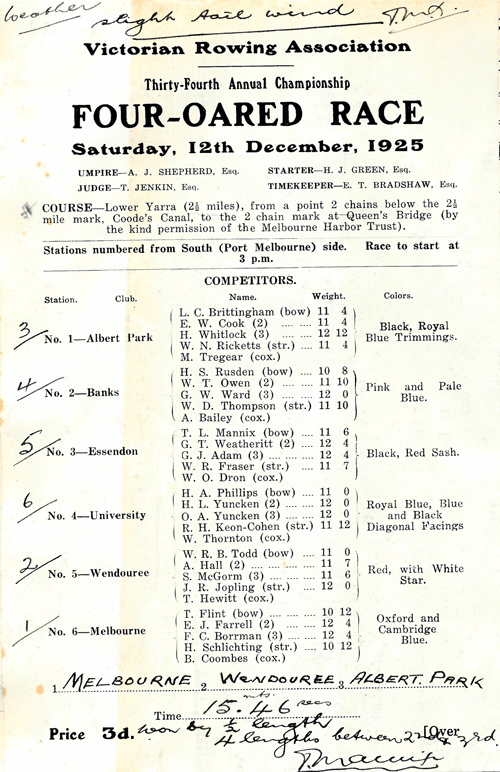 Weather slight tail wind
Victorian Rowing Association
Thirty-Fourth Annual Championship
FOUR-OARED RACE
Saturday, 12th December, 1925
UMPIRE—A. J. SHEPHERD, Esq. STARTER—H. J. GREEN, Esq.
JUDGE—T. JENKIN, Esq. TIMEKEEPER—E. T. BRADSHAW, Esq.
COURSE—Lower Yarra (2½ miles), from a point 2 chains below the 2½
mile mark, Coode's Canal, to the 2 chain mark at Queen's Bridge (by
the kind permission of the Melbourne Harbor Trust).
Stations numbered from South (Port Melbourne) side. Race to start at
3 p.m.
COMPETITORS.
Station. Club. Name. Weight. Colors.
L. C. Brittingham (bow) 11 4
E. W. Cook (2) .... .... 11 4
3 No. 1—Albert Park H. Whitlock (3) .... .... 12 12 Black, Royal Blue Trimmings.
W. N. Ricketts (str.) .... 11 4
M. Tregear (cox.)
H. S. Rusden (bow) .... 10 8
W. T. Owen (2) .... .... 11 10
4 No. 2—Banks G. W. Ward (3) .... .... 12 0 Pink and Pale Blue.
W. D. Thompson (str.) 11 10
A. Bailey (cox.)
T. L. Mannix (bow) .... 11 6
G. T. Weatheritt (2) .... 12 4
5 No. 3—Essendon G. J. Adam (3) .... .... 12 4 Black, Red Sash.
W. R. Fraser (str.) .... 11 7
W. O. Dron (cox.)
H. A. Phillips (bow) .... 11 0
H. L. Yuncken (2) .... 12 0
6 No. 4—University O. A. Yuncken (3) .... 12 0 Royal Blue, Blue and Black Diagonal Facings
R. H. Keon-Cohen (str.) 11 12
W. Thornton (cox.)
W. R. B. Todd (bow) .... 11 0
A. Hall (2) .... .... .... 11 7
2 No. 5—Wendouree S. McGorm (3) .... .... 11 6 Red, with White Star.
J. R. Jopling (str.) .... 12 0
T. Hewitt (cox.)
T. Flint (bow) .... .... .... 10 12
E. J. Farrell (2) .... .... 12 4
1 No. 6—Melbourne F. C. Borrman (3) .... 12 4 Oxford and Cambridge Blue.
H. Schlichting (str.) .... 10 12
B. Coombes (cox.)
1 MELBOURNE 2 WENDOUREE 3 ALBERT PARK
Time 15 mts. 46 secs
Price 3d. won by ½ length [Over
4 lengths between 2nd & 3rd.